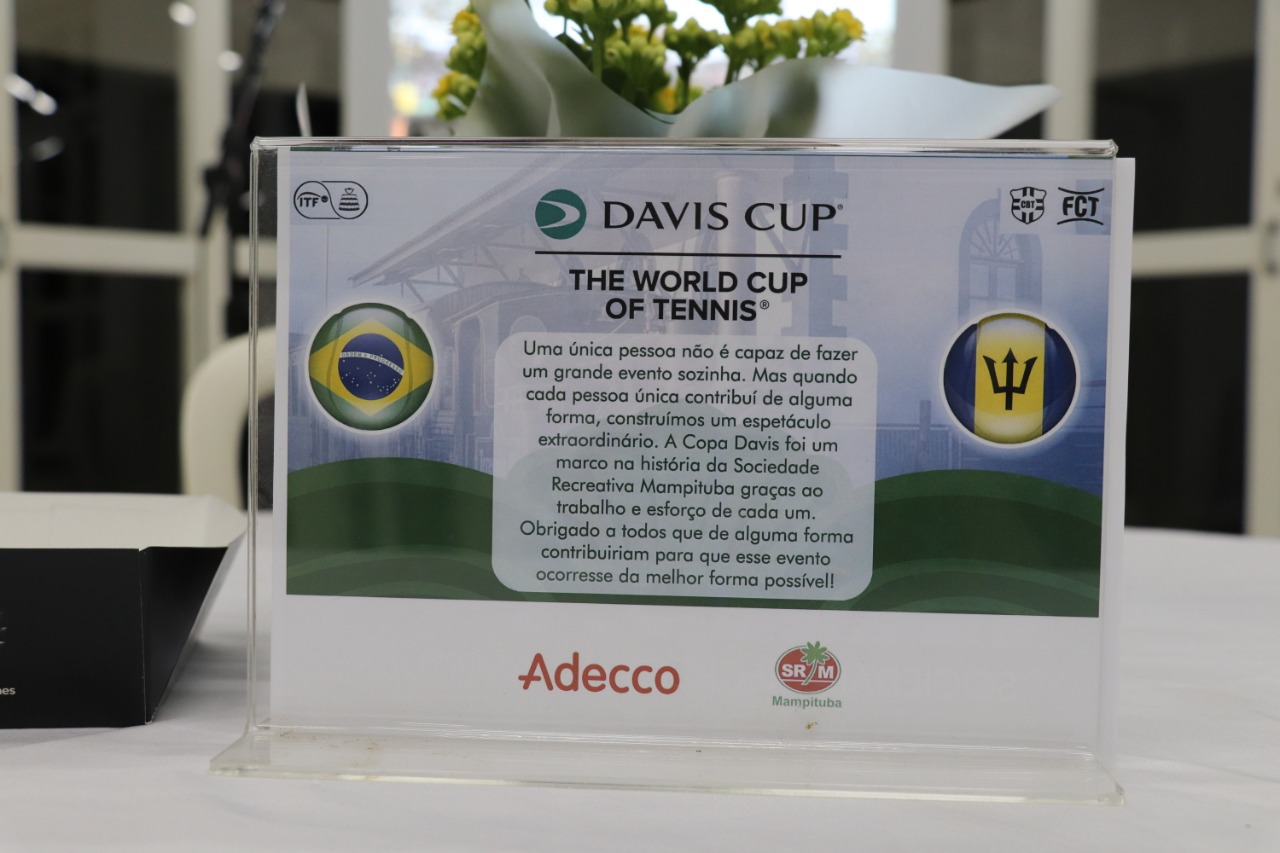 ITF
DAVIS CUP®
CBT
FCT
THE WORLD CUP
OF TENNIS®
ORDEM E PROGRESSO
Uma única pessoa não é capaz de fazer
um grande evento sozinha. Mas quando
cada pessoa única contribuí de alguma
forma, construímos um espetáculo
extraordinário. A Copa Davis foi um
marco na história da Sociedade
Recreativa Mampituba graças ao
trabalho e esforço de cada um.
Obrigado a todos que de alguma forma
contribuiriam para que esse evento
ocorresse da melhor forma possível!
Adecco
SRM
Mampituba